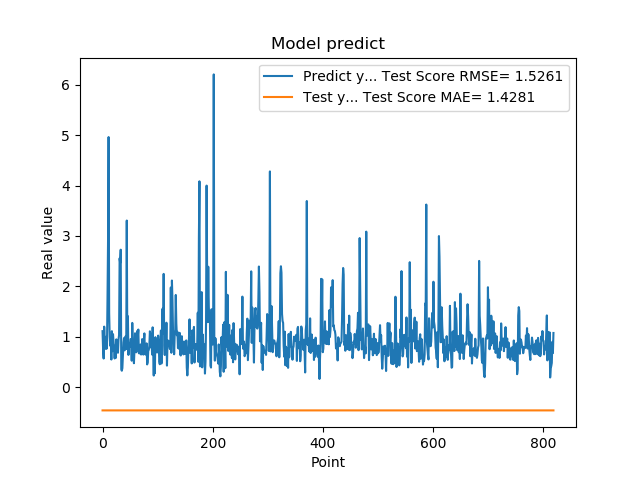 Model predict
Predict y... Test Score RMSE= 1.5261
Test y... Test Score MAE= 1.4281
6
5
4
3
2
1
0
Real value
0 200 400 600 800
Point